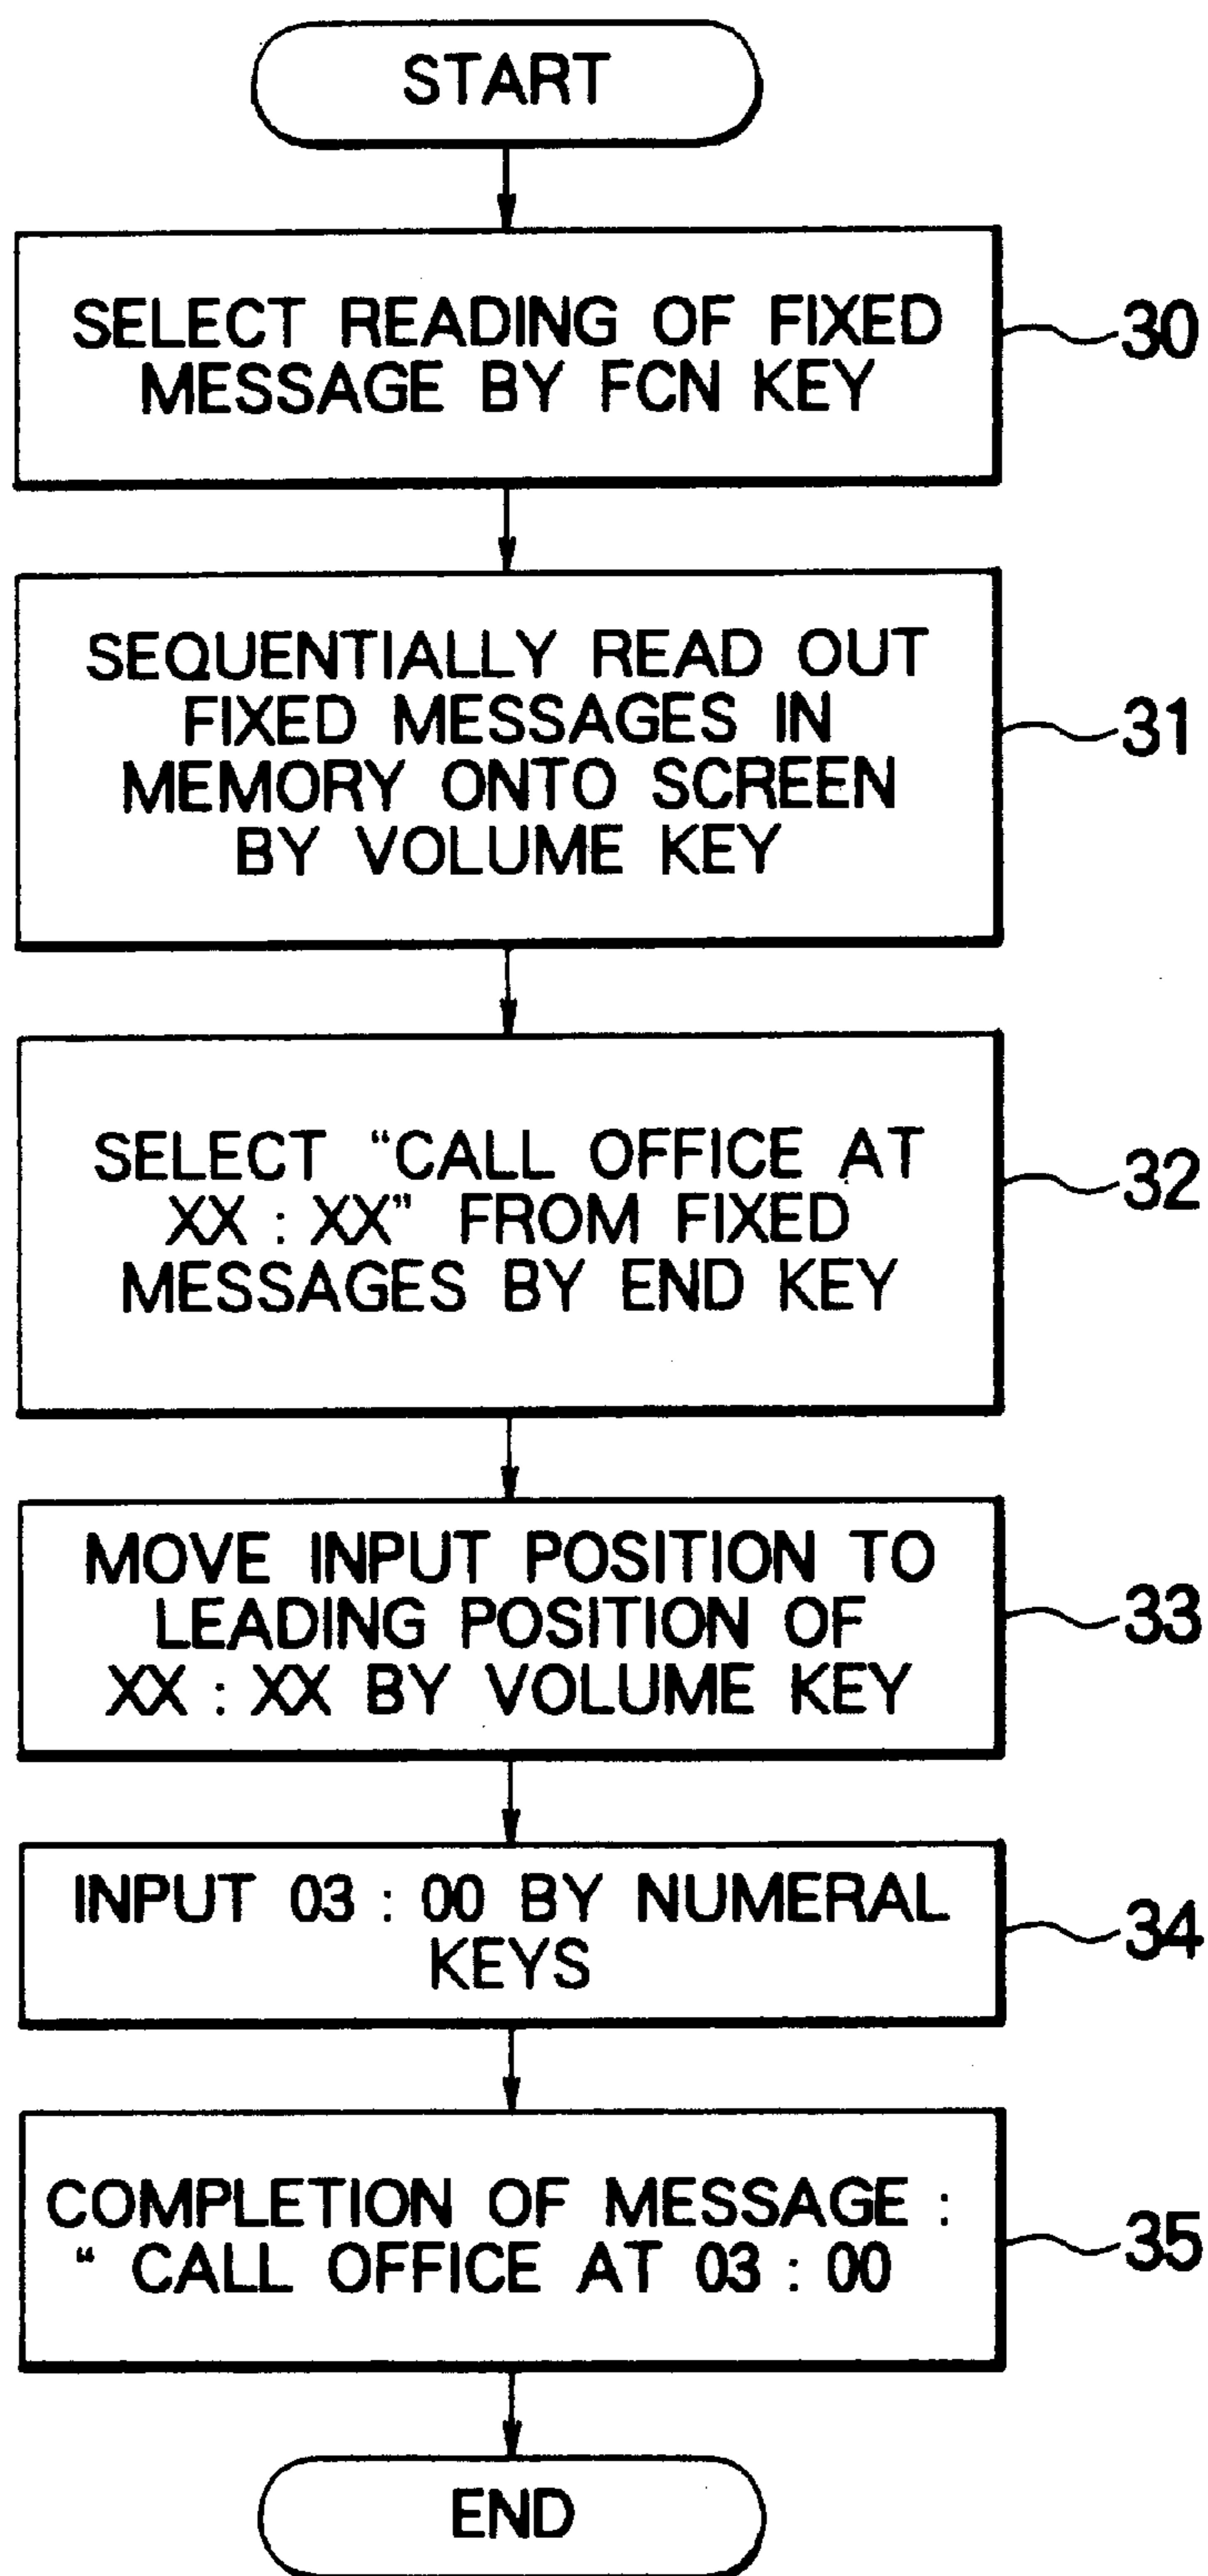 START
SELECT READING OF FIXED
MESSAGE BY FCN KEY
30
SEQUENTIALLY READ OUT
FIXED MESSAGES IN
MEMORY ONTO SCREEN
BY VOLUME KEY
31
SELECT “CALL OFFICE AT
XX : XX” FROM FIXED
MESSAGES BY END KEY
32
MOVE INPUT POSITION TO
LEADING POSITION OF
XX : XX BY VOLUME KEY
33
INPUT 03 : 00 BY NUMERAL
KEYS
34
COMPLETION OF MESSAGE :
“ CALL OFFICE AT 03 : 00
35
END